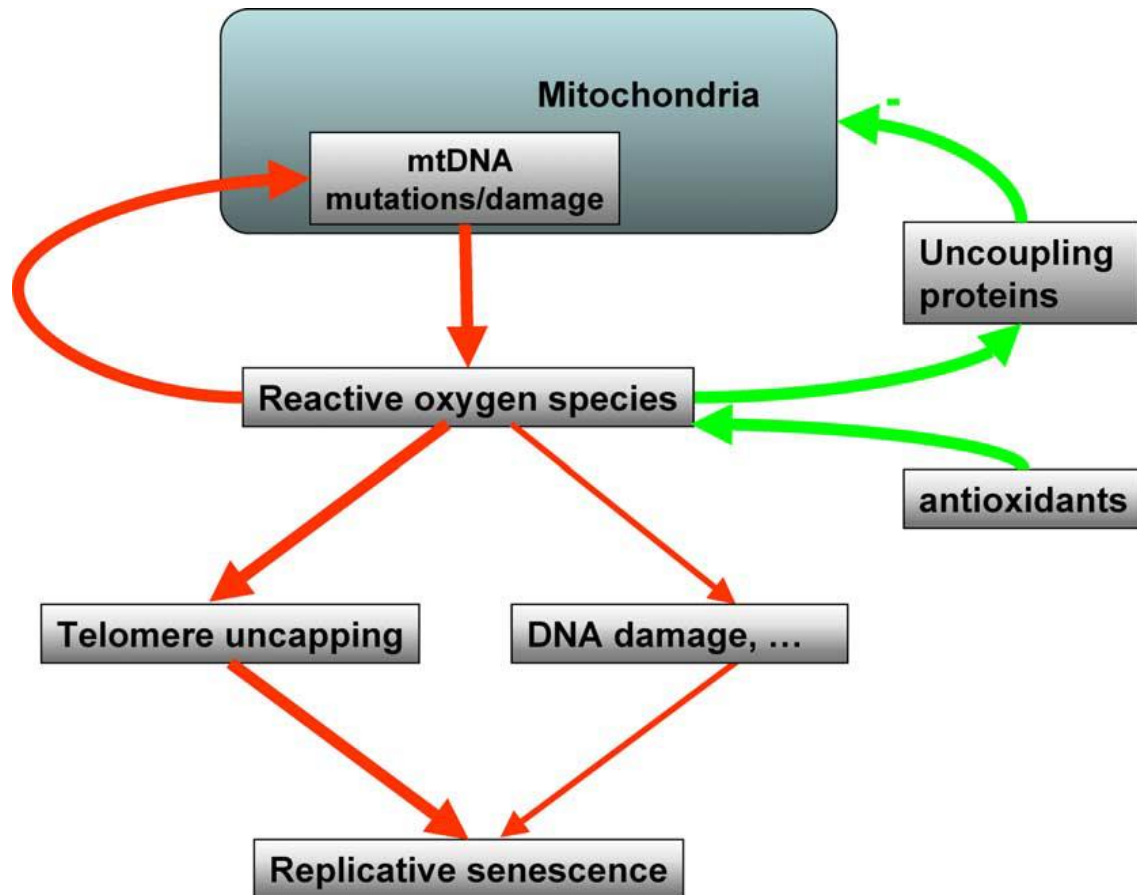 Mitochondria
-
mtDNA
mutations/damage
Uncoupling
proteins
Reactive oxygen species
antioxidants
Telomere uncapping
DNA damage, …
Replicative senescence